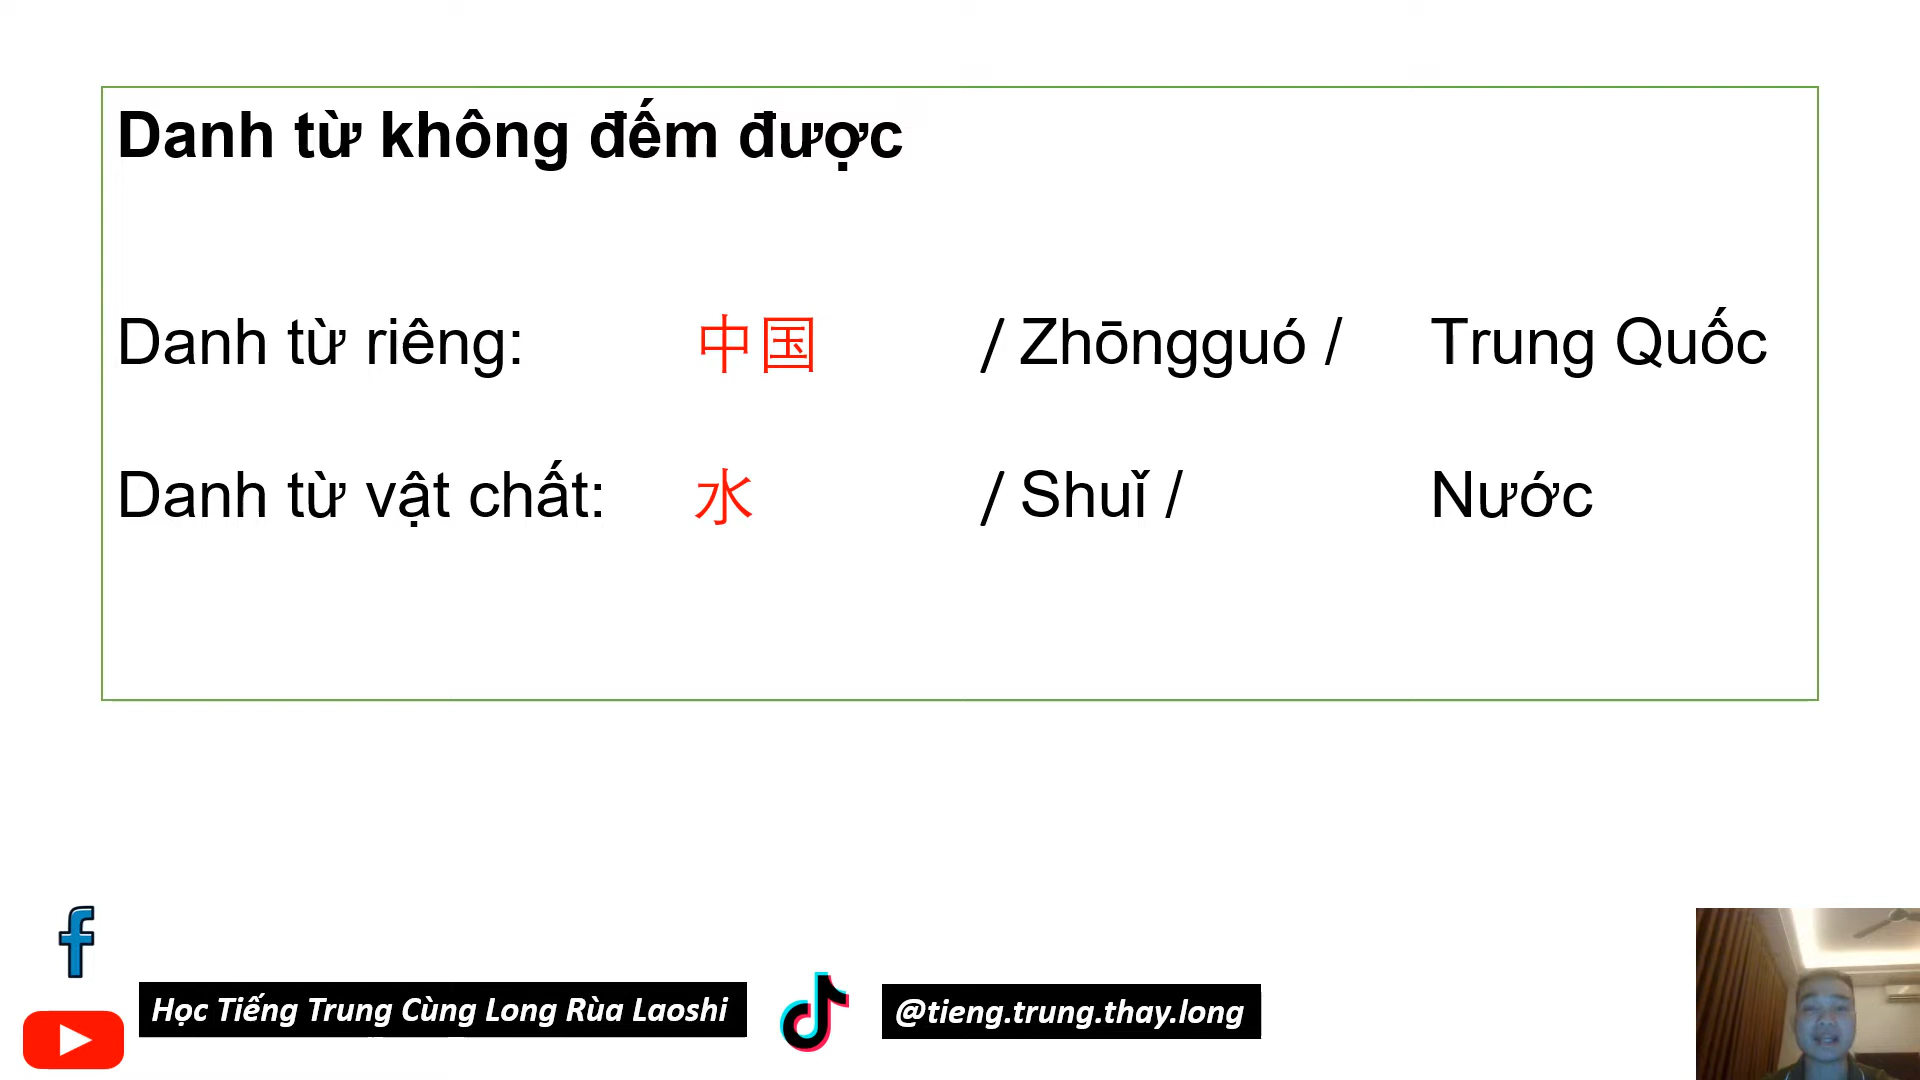 Danh từ không đếm được
Danh từ riêng: 中国 / Zhōngguó / Trung Quốc
Danh từ vật chất: 水 / Shuǐ / Nước
Học Tiếng Trung Cùng Long Rùa Laoshi
@tieng.trung.thay.long